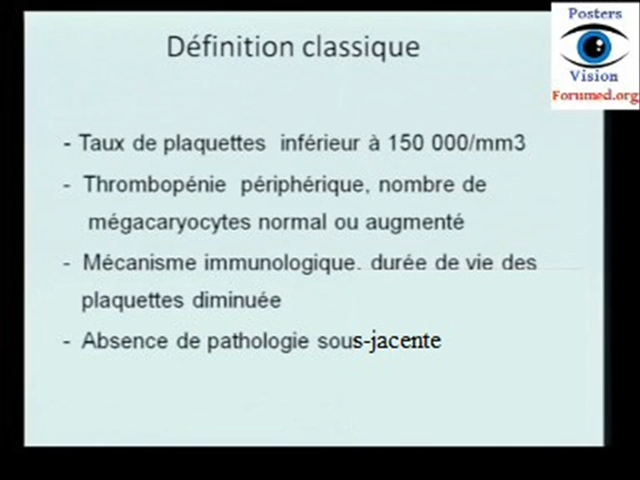 Posters
Vision
Forumed.org
Définition classique
- Taux de plaquettes inférieur à 150 000/mm3
- Thrombopénie périphérique, nombre de
mégacaryocytes normal ou augmenté
- Mécanisme immunologique. durée de vie des
plaquettes diminuée
- Absence de pathologie sous-jacente